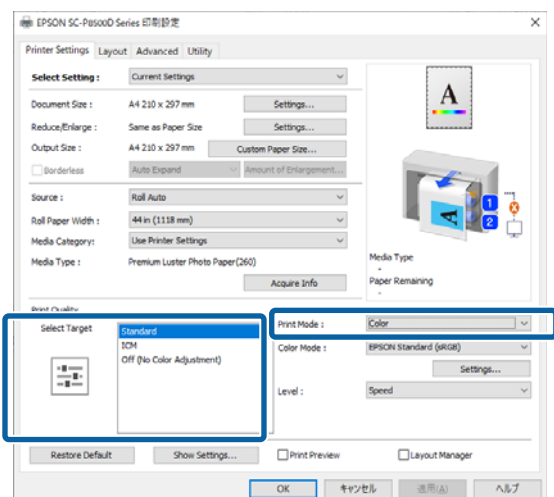 EPSON SC-P8500D Series 印刷設定
Printer Settings Layout Advanced Utility
Select Setting : Current Settings
Document Size : A4 210 x 297 mm Settings...
Reduce/Enlarge : Same as Paper Size Settings...
Output Size : A4 210 x 297 mm Custom Paper Size...
Borderless Auto Expand Amount of Enlargement...
Source : Roll Auto
Roll Paper Width : 44 in (1118 mm)
Media Category: Use Printer Settings
Media Type : Premium Luster Photo Paper(260)
Acquire Info
A
A
1
2
Media Type
-
Paper Remaining
-
Print Quality
Select Target
Standard
ICM
Off (No Color Adjustment)
Print Mode : Color
Color Mode : EPSON Standard (sRGB)
Settings...
Level : Speed
Restore Default Show Settings... Print Preview Layout Manager
OK キャンセル 適用(A) ヘルプ